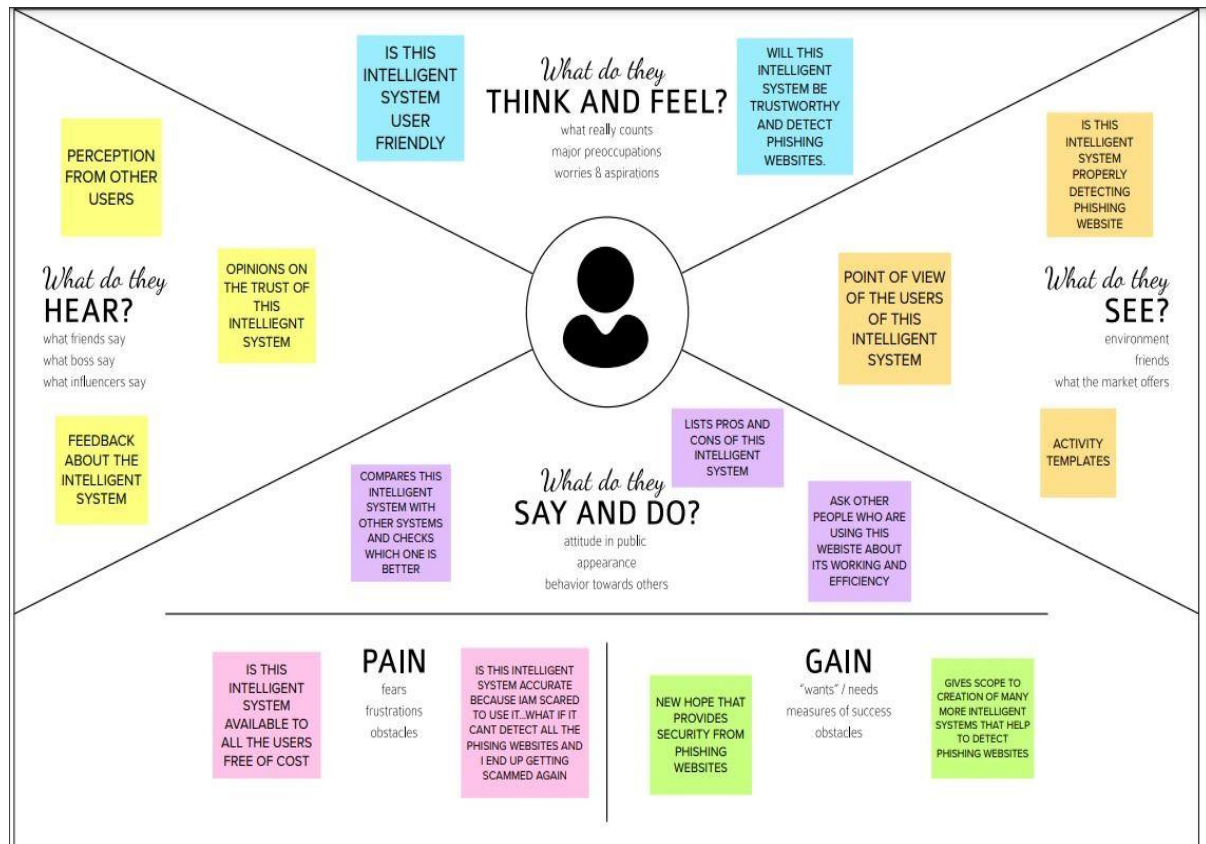 IS THIS
INTELLIGENT
SYSTEM
USER
FRIENDLY
What do they
THINK AND FEEL?
what really counts
major preoccupations
worries & aspirations
WILL THIS
INTELLIGENT
SYSTEM BE
TRUSTWORTHY
AND DETECT
PHISHING
WEBSITES.
PERCEPTION
FROM OTHER
USERS
What do they
HEAR?
what friends say
what boss say
what influencers say
OPINIONS ON
THE TRUST OF
THIS
INTELLIEGNT
SYSTEM
FEEDBACK
ABOUT THE
INTELLIGENT
SYSTEM
IS THIS
INTELLIGENT
SYSTEM
PROPERLY
DETECTING
PHISHING
WEBSITE
POINT OF VIEW
OF THE USERS
OF THIS
INTELLIGENT
SYSTEM
What do they
SEE?
environment
friends
what the market offers
ACTIVITY
TEMPLATES
COMPARES THIS
INTELLIGENT
SYSTEM WITH
OTHER SYSTEMS
AND CHECKS
WHICH ONE IS
BETTER
What do they
SAY AND DO?
attitude in public
appearance
behavior towards others
LISTS PROS AND
CONS OF THIS
INTELLIGENT
SYSTEM
ASK OTHER
PEOPLE WHO ARE
USING THIS
WEBISTE ABOUT
ITS WORKING AND
EFFICIENCY
IS THIS
INTELLIGENT
SYSTEM
AVAILABLE TO
ALL THE USERS
FREE OF COST
PAIN
fears
frustrations
obstacles
IS THIS INTELLIGENT
SYSTEM ACCURATE
BECAUSE IAM SCARED
TO USE IT...WHAT IF IT
CANT DETECT ALL THE
PHISING WEBSITES AND
I END UP GETTING
SCAMMED AGAIN
NEW HOPE THAT
PROVIDES
SECURITY FROM
PHISHING
WEBSITES
GAIN
"wants" / needs
measures of success
obstacles
GIVES SCOPE TO
CREATION OF MANY
MORE INTELLIGENT
SYSTEMS THAT HELP
TO DETECT
PHISHING WEBSITES